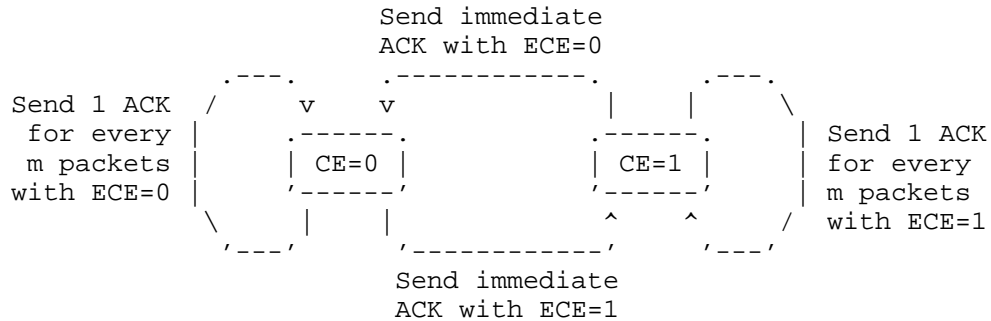 Send immediate
ACK with ECE=0
Send 1 ACK
for every
m packets
with ECE=0
CE=0
CE=1
Send 1 ACK
for every
m packets
with ECE=1
Send immediate
ACK with ECE=1